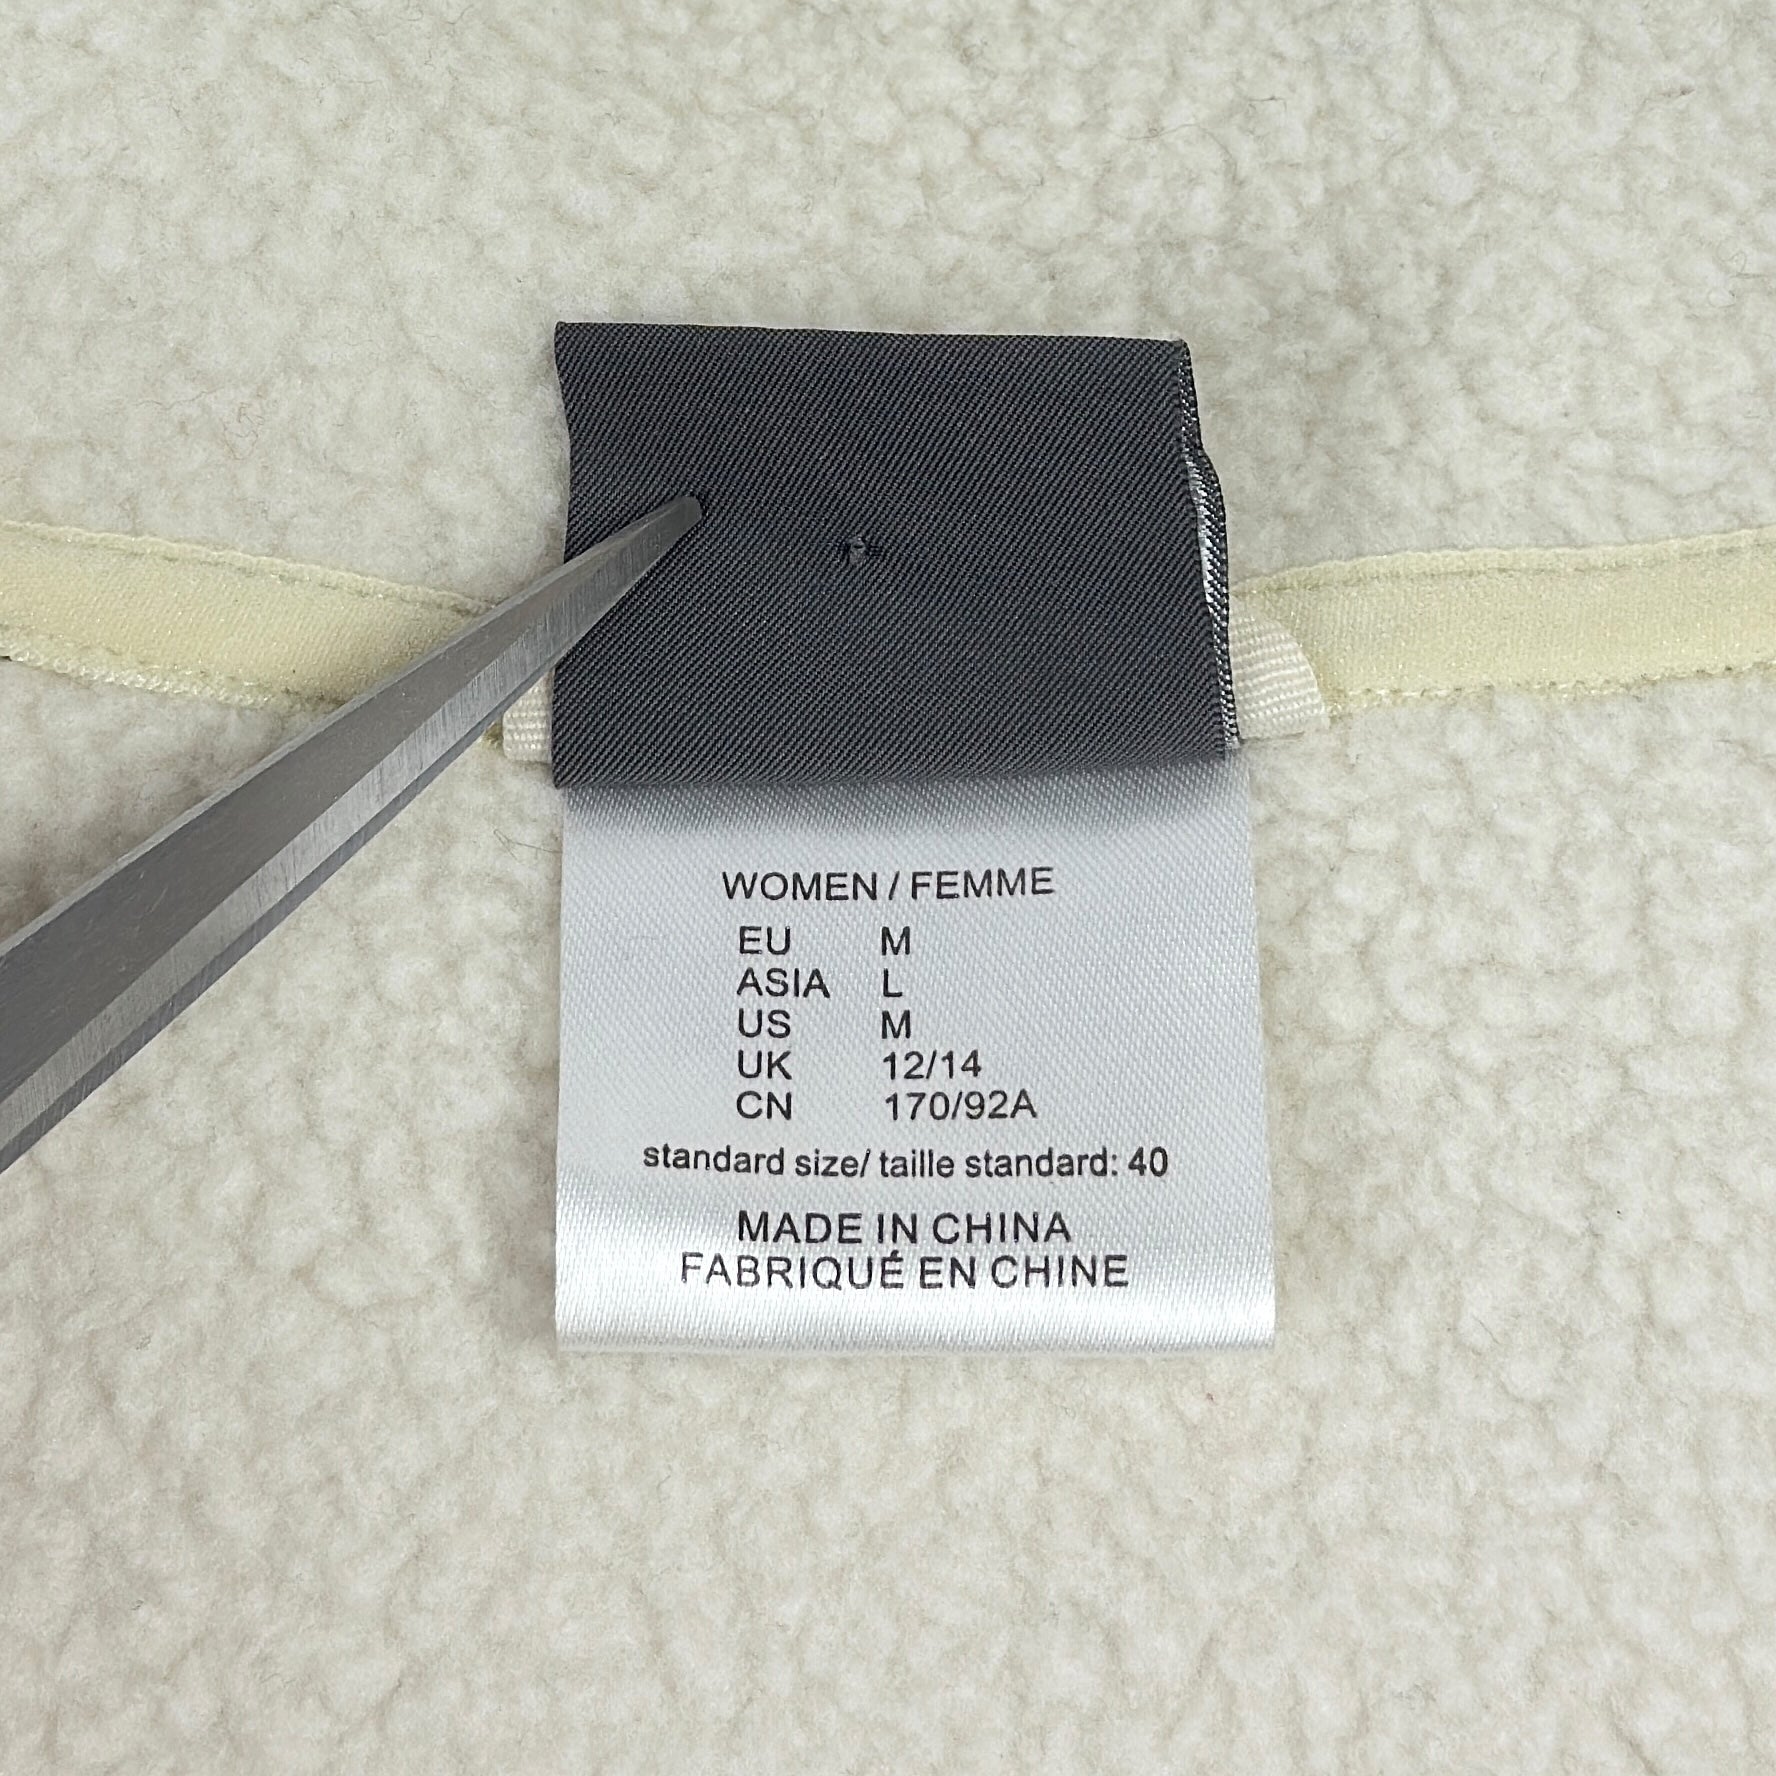 WOMEN / FEMME
EU M
ASIA L
US M
UK 12/14
CN 170/92A
standard size/ taille standard: 40
MADE IN CHINA
FABRIQUÉ EN CHINE